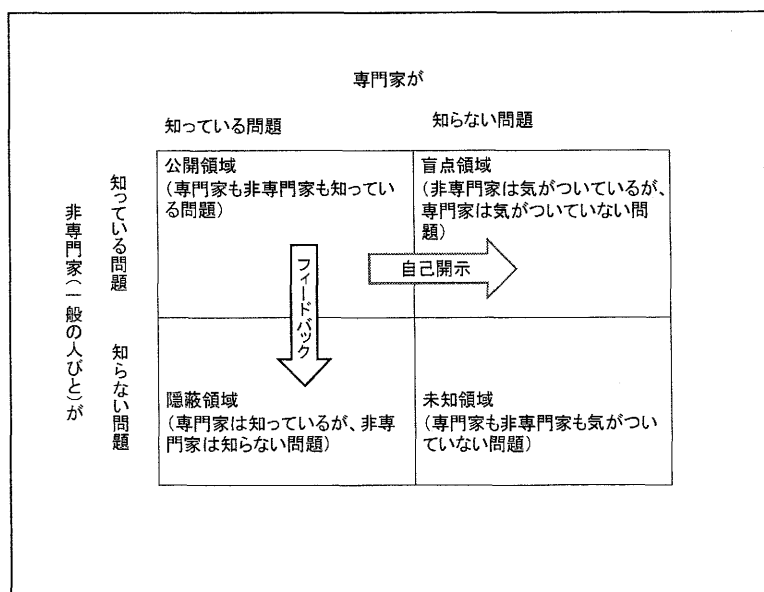 専門家が
知っている問題
知らない問題
非専門家(一般の人びと)が
知っている問題
知らない問題
公開領域
(専門家も非専門家も知ってい
る問題)
盲点領域
(非専門家は気がついているが、
専門家は気がついていない問
題)
フィードバック
自己開示
隠蔽領域
(専門家は知っているが、非専
門家は知らない問題)
未知領域
(専門家も非専門家も気がつい
ていない問題)